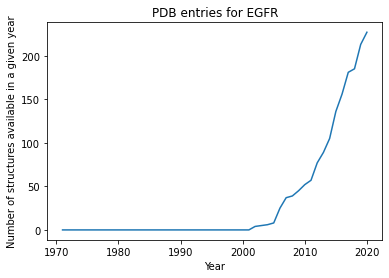 PDB entries for EGFR
Number of structures available in a given year
200
150
100
50
0
1970 1980 1990 2000 2010 2020
Year